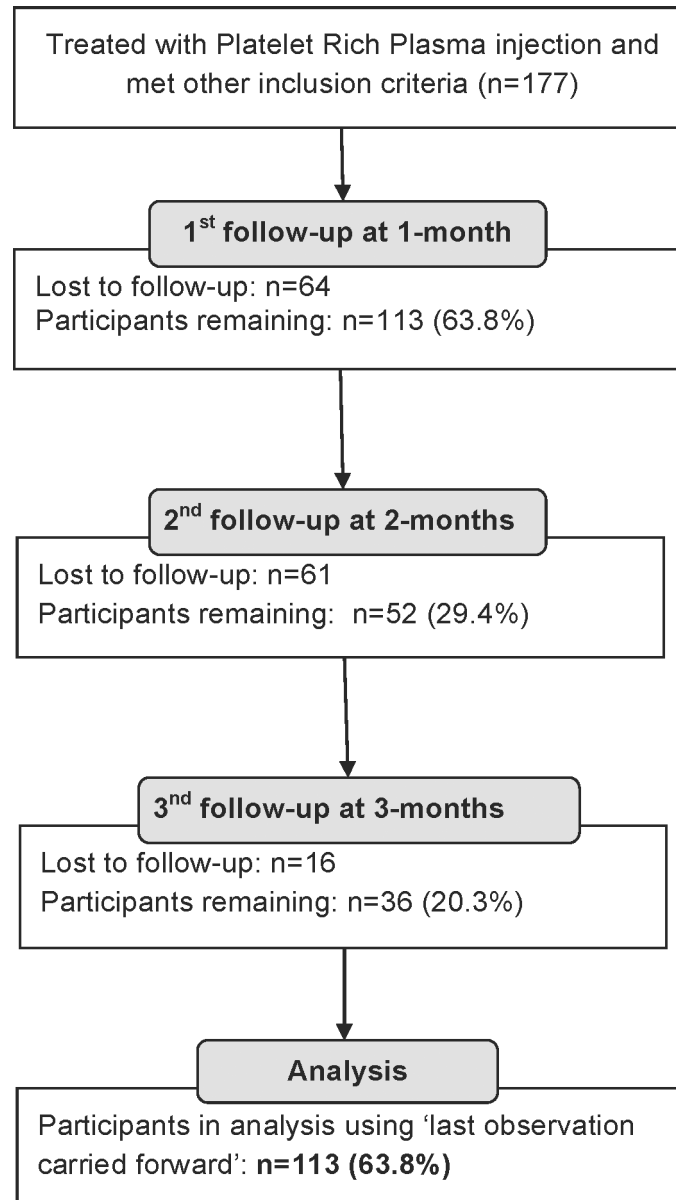 Treated with Platelet Rich Plasma injection and
met other inclusion criteria (n=177)
1st follow-up at 1-month
Lost to follow-up: n=64
Participants remaining: n=113 (63.8%)
2nd follow-up at 2-months
Lost to follow-up: n=61
Participants remaining: n=52 (29.4%)
3nd follow-up at 3-months
Lost to follow-up: n=16
Participants remaining: n=36 (20.3%)
Analysis
Participants in analysis using ‘last observation
carried forward’: n=113 (63.8%)